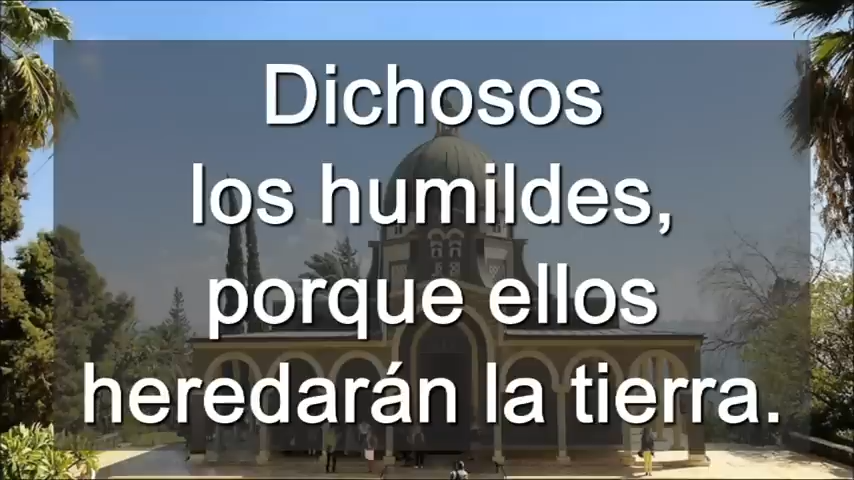 Dichosos
los humildes,
porque ellos
heredarán la tierra.